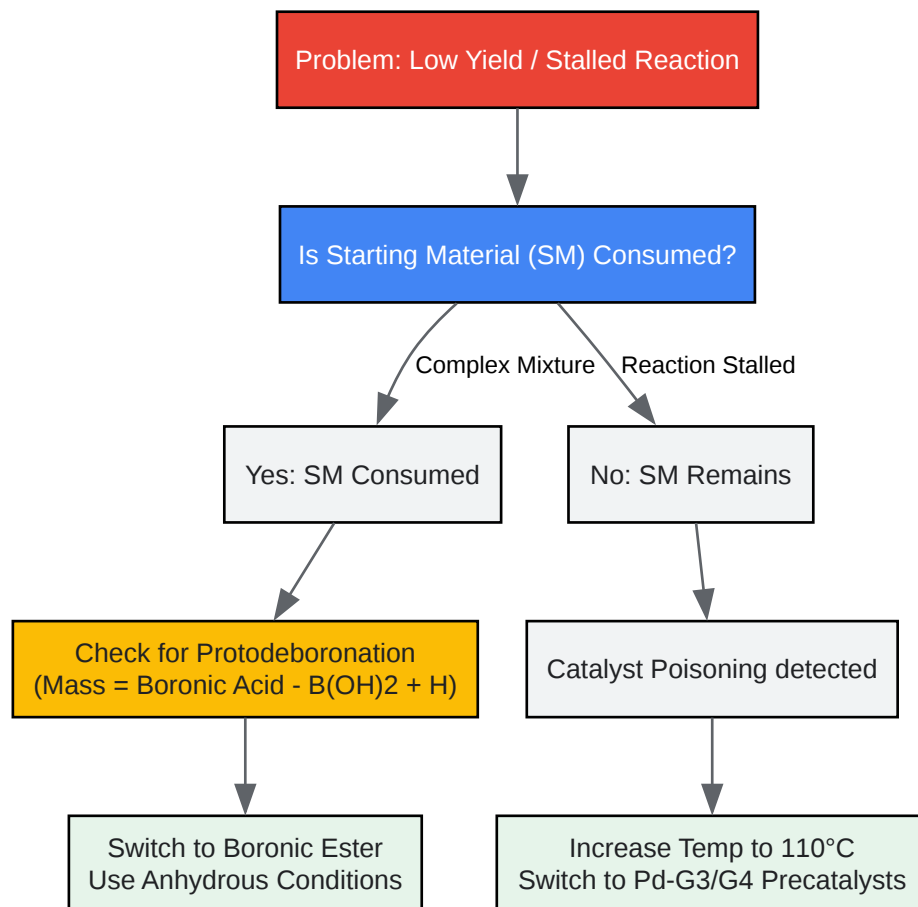 Problem: Low Yield / Stalled Reaction
Is Starting Material (SM) Consumed?
Complex Mixture
Reaction Stalled
Yes: SM Consumed
No: SM Remains
Check for Protodeboronation
(Mass = Boronic Acid - B(OH)2 + H)
Catalyst Poisoning detected
Switch to Boronic Ester
Use Anhydrous Conditions
Increase Temp to 110°C
Switch to Pd-G3/G4 Precatalysts